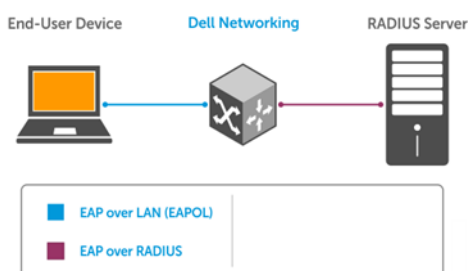 End-User Device Dell Networking RADIUS Server
EAP over LAN (EAPOL)
EAP over RADIUS